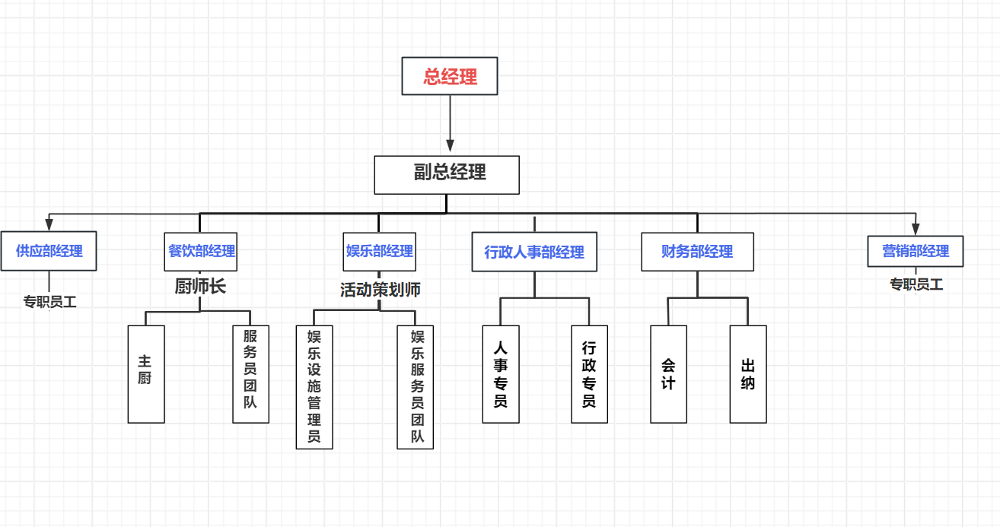 总经理
副总经理
供应部经理
餐饮部经理
娱乐部经理
行政人事部经理
财务部经理
营销部经理
专职员工
厨师长
活动策划师
专职员工
主厨
服务员团队
娱乐设施管理员
娱乐服务员团队
人事专员
行政专员
会计
出纳